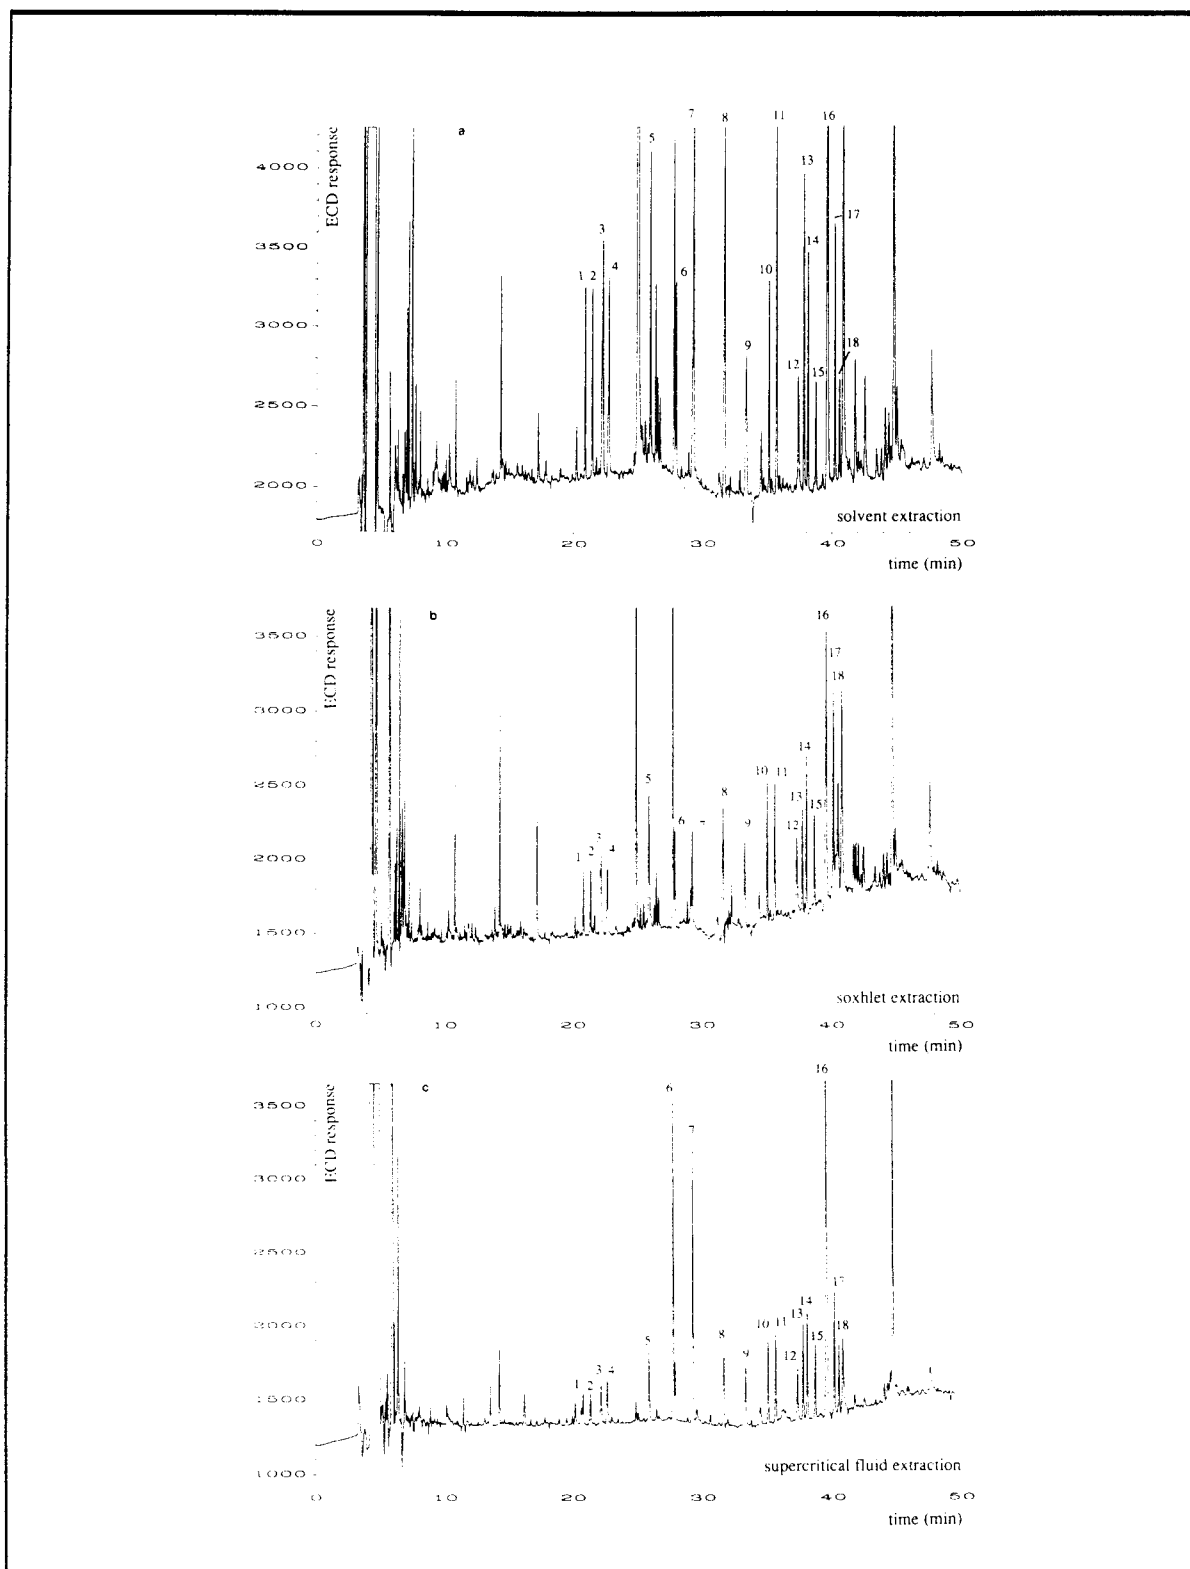 a
ECD response
4000
3500
3000
2500
2000
1 2 3 4 5 6 7 8 9 10 11 12 13 14 15 16 17 18
solvent extraction
0 10 20 30 40 50
time (min)
b
ECD response
3500
3000
2500
2000
1500
1000
1 2 3 4 5 6 7 8 9 10 11 12 13 14 15 16 17 18
soxhlet extraction
0 10 20 30 40 50
time (min)
c
ECD response
3500
3000
2500
2000
1500
1000
1 2 3 4 5 6 7 8 9 10 11 12 13 14 15 16 17 18
supercritical fluid extraction
0 10 20 30 40 50
time (min)